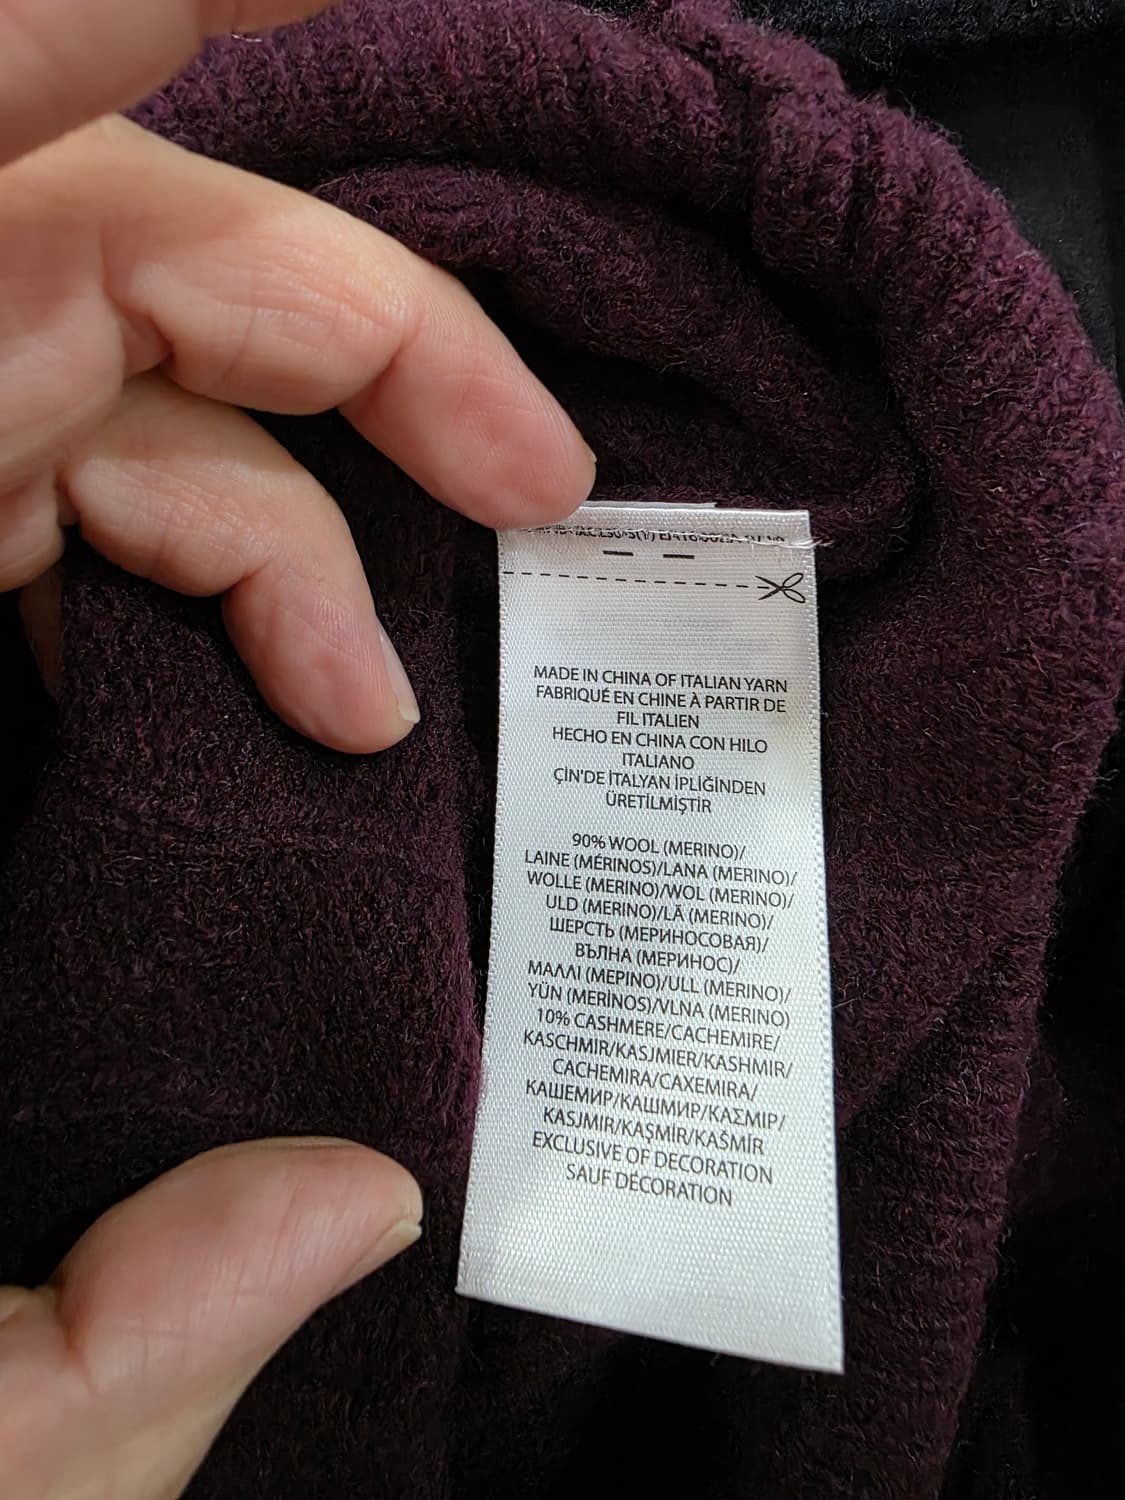 MADE IN CHINA OF ITALIAN YARN
FABRIQUÉ EN CHINE À PARTIR DE
FIL ITALIEN
HECHO EN CHINA CON HILO
ITALIANO
ÇİN'DE İTALYAN İPLİĞİNDEN
ÜRETİLMİŞTİR
90% WOOL (MERINO)/
LAINE (MÉRINOS)/LANA (MERINO)/
WOLLE (MERINO)/WOL (MERINO)/
ULD (MERINO)/LÃ (MERINO)/
ШЕРСТЬ (МЕРИНОСОВАЯ)/
ВЪЛНА (МЕРИНОС)/
ΜΑΛΛΙ (ΜΕΡΙΝΟ)/ULL (MERINO)/
YÜN (MERİNOS)/VLNA (MERINO)
10% CASHMERE/CACHEMIRE/
KASCHMIR/KASJMIER/KASHMIR/
CACHEMIRA/CAXEMIRA/
КАШЕМИР/КАШМИР/ΚΑΣΜΙΡ/
KASJMIR/KAŞMİR/KAŠMÍR
EXCLUSIVE OF DECORATION
SAUF DÉCORATION